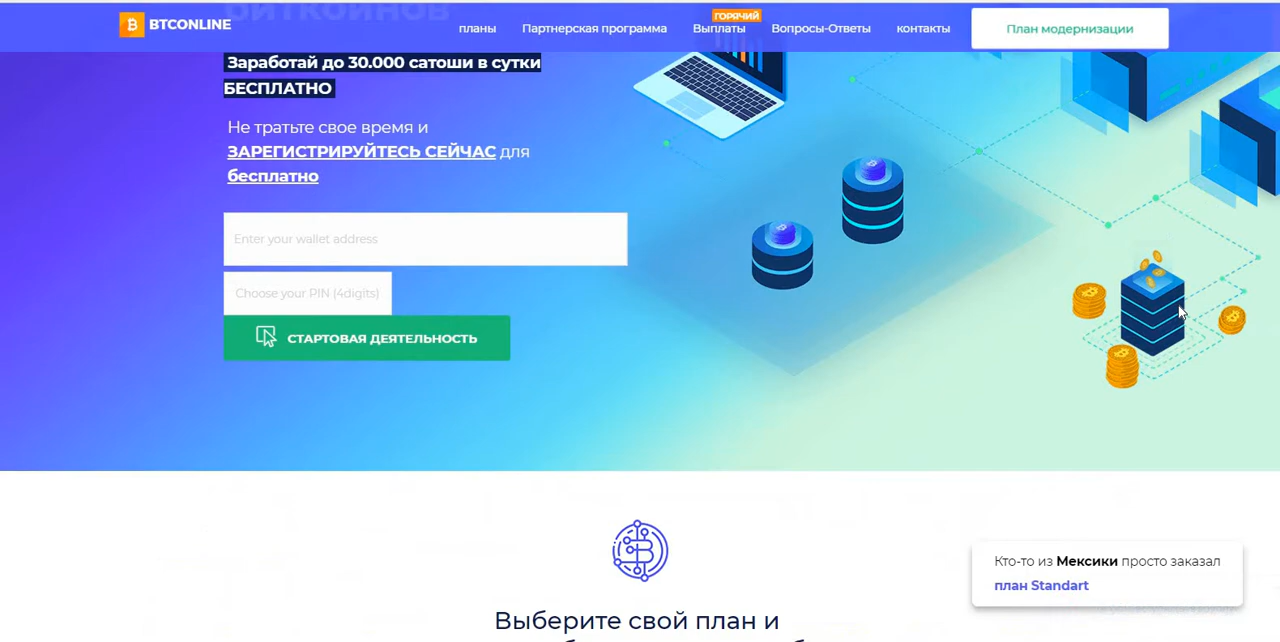 биткойнов
BTCONLINE
планы
Партнерская программа
ГОРЯЧИЙ
Выплаты
Вопросы-Ответы
контакты
План модернизации
Заработай до 30.000 сатоши в сутки
БЕСПЛАТНО
Не тратьте свое время и
ЗАРЕГИСТРИРУЙТЕСЬ СЕЙЧАС для
бесплатно
Enter your wallet address
Choose your PIN (4digits)
СТАРТОВАЯ ДЕЯТЕЛЬНОСТЬ
Кто-то из Мексики просто заказал
план Standart
Выберите свой план и